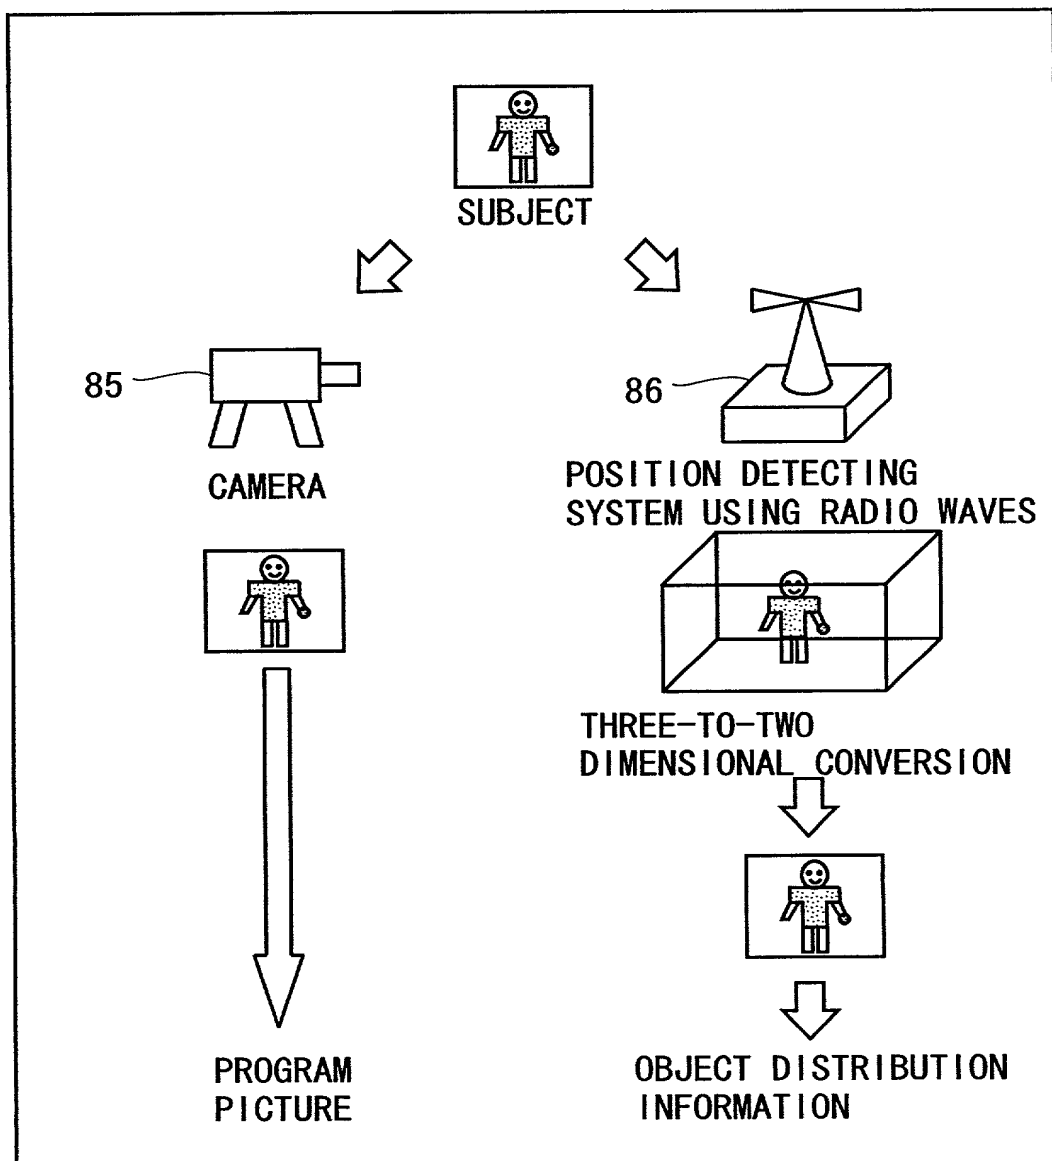 SUBJECT
85
CAMERA
86
POSITION DETECTING
SYSTEM USING RADIO WAVES
THREE-TO-TWO
DIMENSIONAL CONVERSION
PROGRAM
PICTURE
OBJECT DISTRIBUTION
INFORMATION